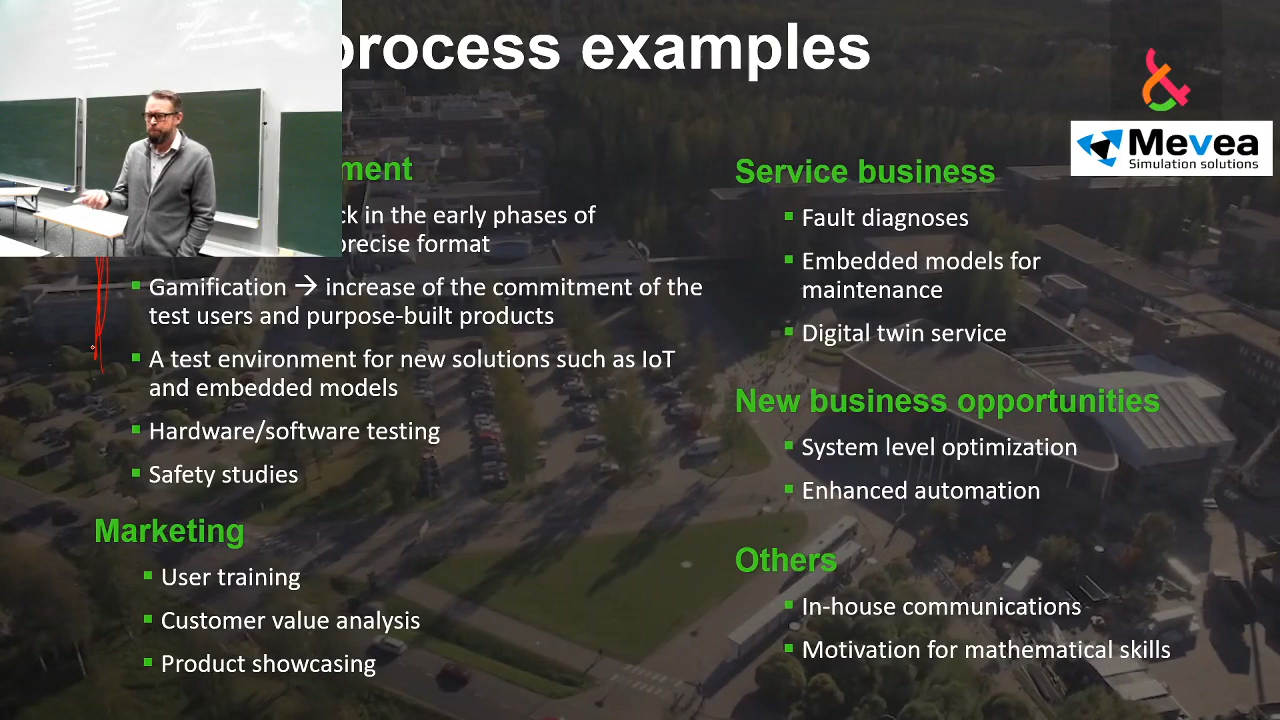 process examples
Mevea
Simulation solutions
ment
ck in the early phases of
precise format
Gamification → increase of the commitment of the
test users and purpose-built products
A test environment for new solutions such as IoT
and embedded models
Hardware/software testing
Safety studies
Marketing
User training
Customer value analysis
Product showcasing
Service business
Fault diagnoses
Embedded models for
maintenance
Digital twin service
New business opportunities
System level optimization
Enhanced automation
Others
In-house communications
Motivation for mathematical skills